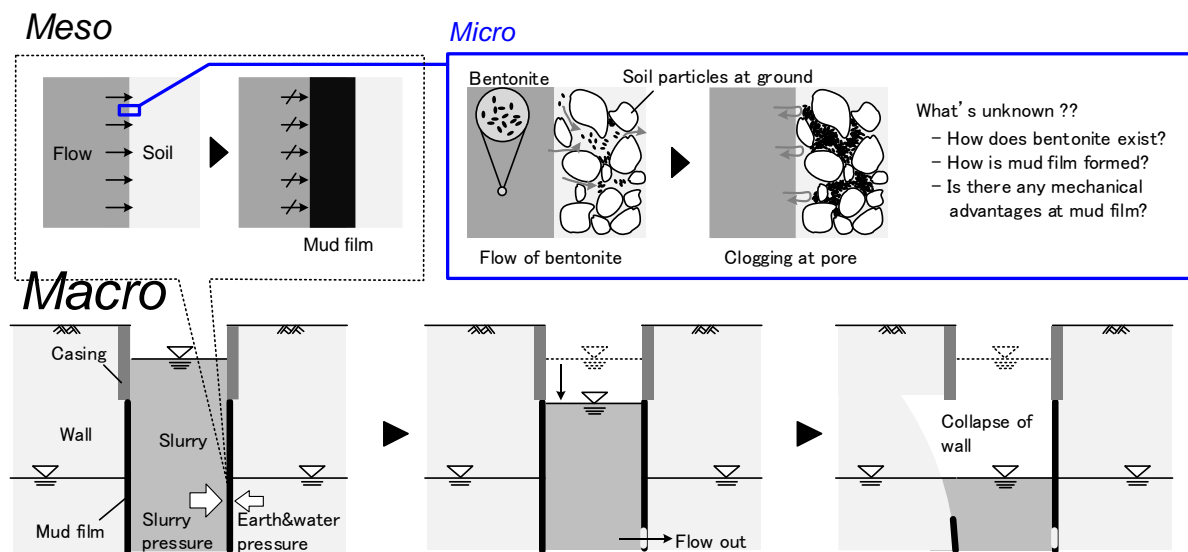 Meso
Micro
Flow
Soil
Mud film
Bentonite
Soil particles at ground
Flow of bentonite
Clogging at pore
What's unknown ??
- How does bentonite exist?
- How is mud film formed?
- Is there any mechanical
advantages at mud film?
Macro
Casing
Wall
Slurry
Mud film
Slurry
pressure
Earth&water
pressure
Flow out
Collapse of
wall